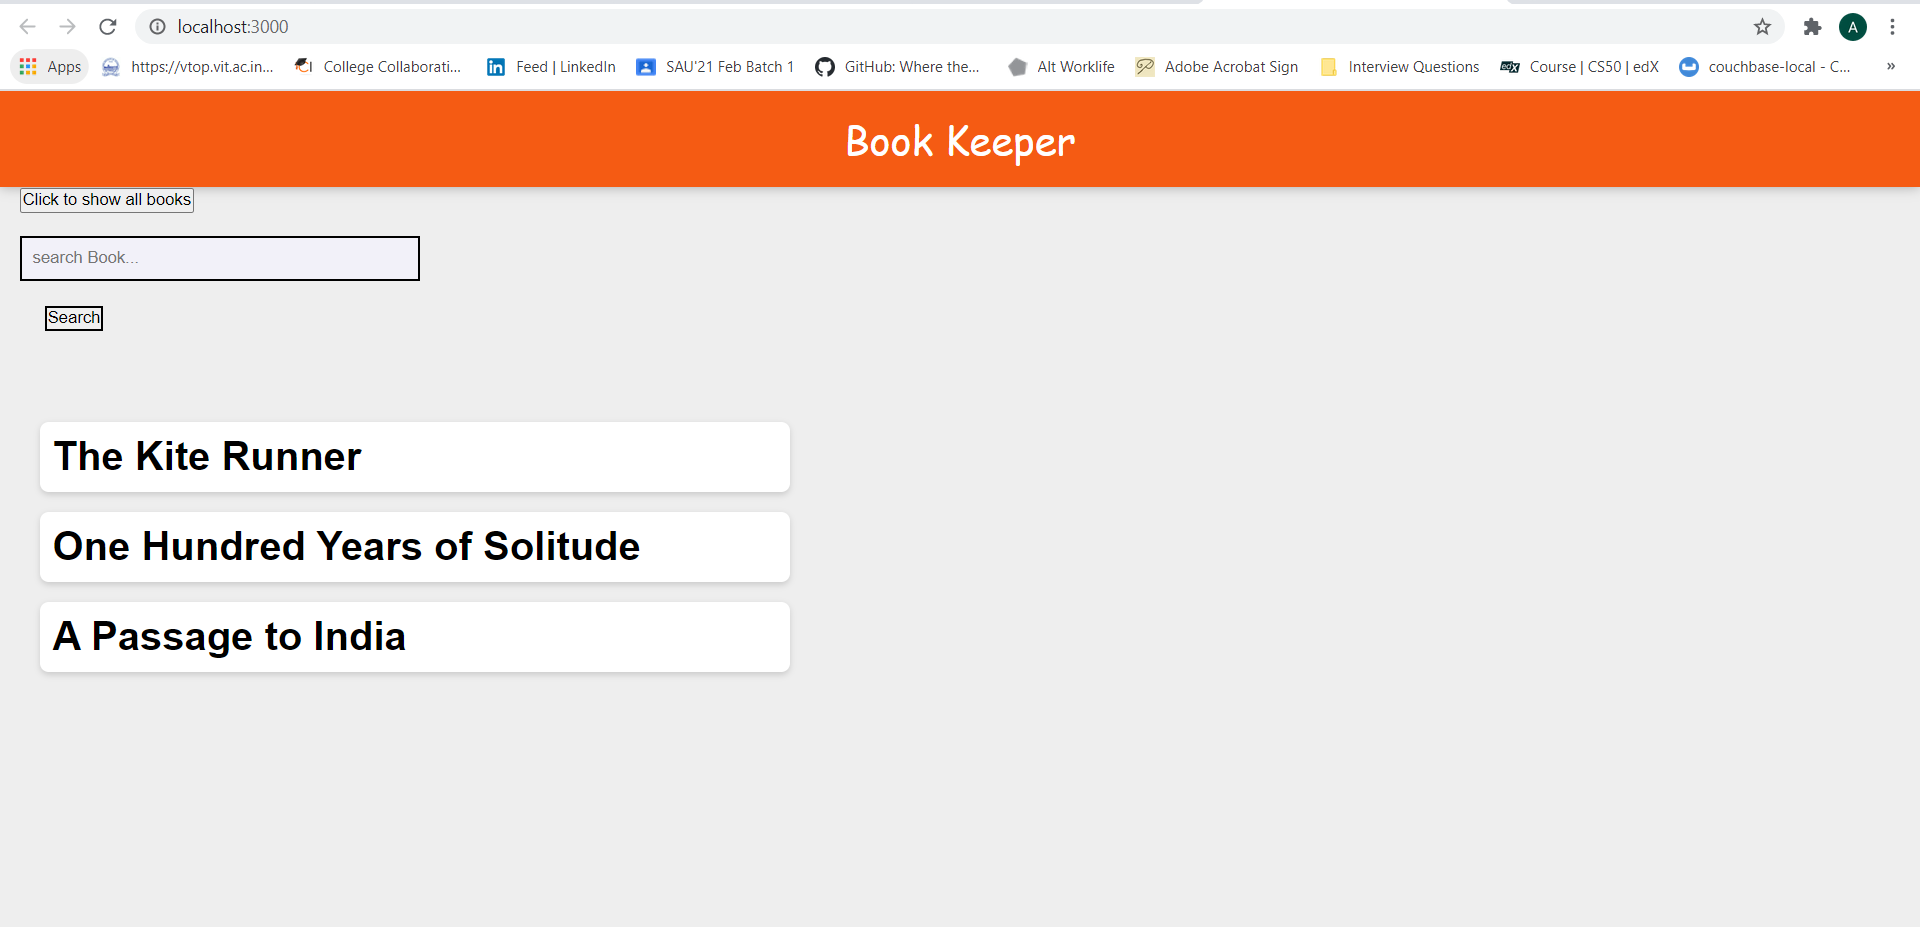 localhost:3000
Apps https://vtop.vit.ac.in... College Collaborati... Feed | LinkedIn SAU'21 Feb Batch 1 GitHub: Where the... Alt Worklife Adobe Acrobat Sign Interview Questions Course | CS50 | edX couchbase-local - C... »
Book Keeper
Click to show all books
search Book...
Search
The Kite Runner
One Hundred Years of Solitude
A Passage to India